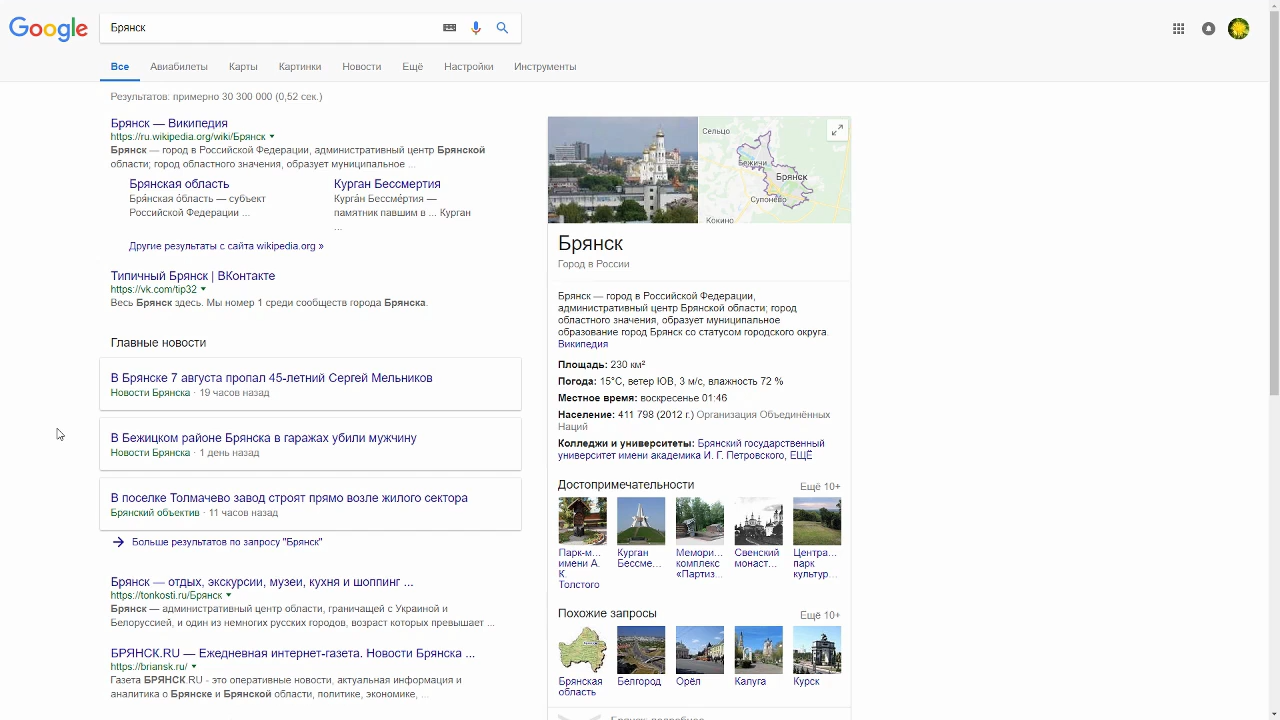 Google
Брянск
Все
Авиабилеты
Карты
Картинки
Новости
Ещё
Настройки
Инструменты
Результатов: примерно 30 300 000 (0,52 сек.)
Брянск — Википедия
https://ru.wikipedia.org/wiki/Брянск
Брянск — город в Российской Федерации, административный центр Брянской
области; город областного значения, образует муниципальное ...
Брянская область
Бря́нская о́бласть — субъект
Российской Федерации ...
Курган Бессмертия
Курга́н Бессме́ртия —
памятник павшим в ... Курган
...
Другие результаты с сайта wikipedia.org »
Типичный Брянск | ВКонтакте
https://vk.com/tip32
Весь Брянск здесь. Мы номер 1 среди сообществ города Брянска.
Главные новости
В Брянске 7 августа пропал 45-летний Сергей Мельников
Новости Брянска · 19 часов назад
В Бежицком районе Брянска в гаражах убили мужчину
Новости Брянска · 1 день назад
В поселке Толмачево завод строят прямо возле жилого сектора
Брянский объектив · 11 часов назад
Больше результатов по запросу "Брянск"
Брянск — отдых, экскурсии, музеи, кухня и шоппинг ...
https://tonkosti.ru/Брянск
Брянск — административный центр области, граничащей с Украиной и
Белоруссией, и один из немногих русских городов, возраст которых превышает ...
БРЯНСК.RU — Ежедневная интернет-газета. Новости Брянска ...
https://briansk.ru/
Газета БРЯНСК RU - это оперативные новости, актуальная информация и
аналитика о Брянске и Брянской области, политике, экономике, ...
Сельцо
Бежичи
Брянск
Супонево
Кокино
Брянск
Город в России
Брянск — город в Российской Федерации,
административный центр Брянской области; город
областного значения, образует муниципальное
образование город Брянск со статусом городского округа.
Википедия
Площадь: 230 км²
Погода: 15°C, ветер ЮВ, 3 м/с, влажность 72 %
Местное время: воскресенье 01:46
Население: 411 798 (2012 г.) Организация Объединённых
Наций
Колледжи и университеты: Брянский государственный
университет имени академика И. Г. Петровского, ЕЩЁ
Достопримечательности
Ещё 10+
Парк-м...
имени А.
К.
Толстого
Курган
Бессме...
Мемори...
комплекс
«Партиз...
Свенский
монаст...
Центра...
парк
культур...
Похожие запросы
Ещё 10+
Брянская
область
Белгород
Орёл
Калуга
Курск